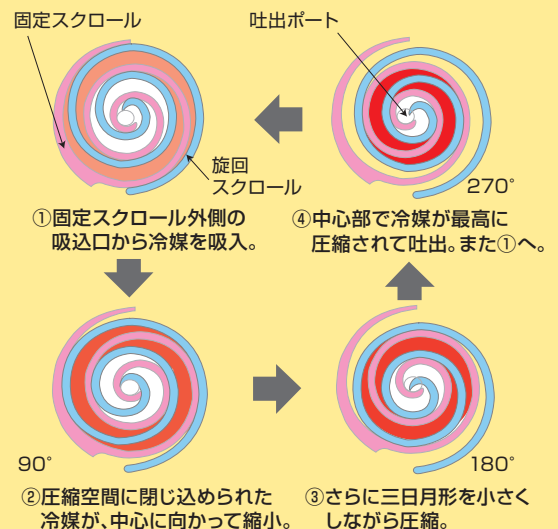 固定スクロール
吐出ポート
旋回
スクロール
①固定スクロール外側の
吸込口から冷媒を吸入。
270°
④中心部で冷媒が最高に
圧縮されて吐出。また①へ。
90°
②圧縮空間に閉じ込められた
冷媒が、中心に向かって縮小。
180°
③さらに三日月形を小さく
しながら圧縮。